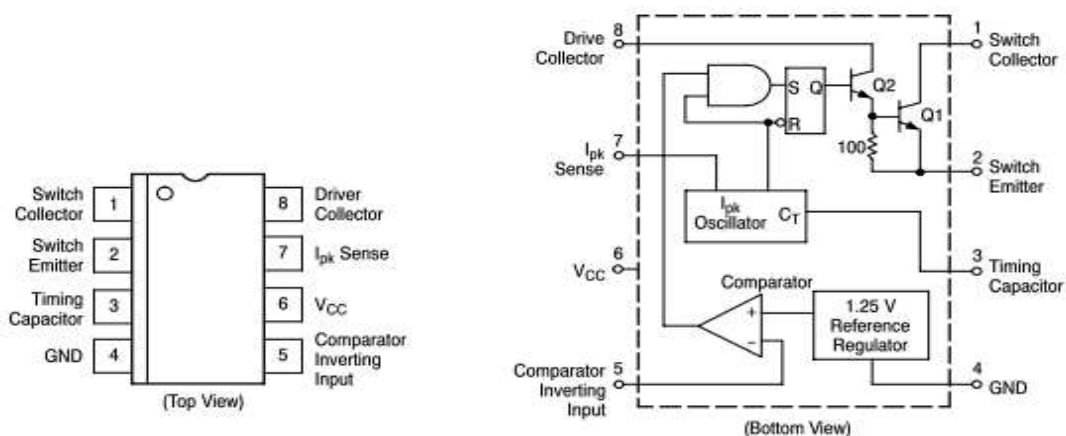 Switch
Collector
1
8
Driver
Collector
Switch
Emitter
2
7
Ipk Sense
Timing
Capacitor
3
6
VCC
GND
4
5
Comparator
Inverting
Input
(Top View)
Drive
Collector
8
1
Switch
Collector
S Q
R
Q2
Q1
100
Ipk
Sense
7
2
Switch
Emitter
Ipk
Oscillator
CT
3
Timing
Capacitor
VCC
6
Comparator
+
−
1.25 V
Reference
Regulator
Comparator
Inverting
Input
5
4
GND
(Bottom View)